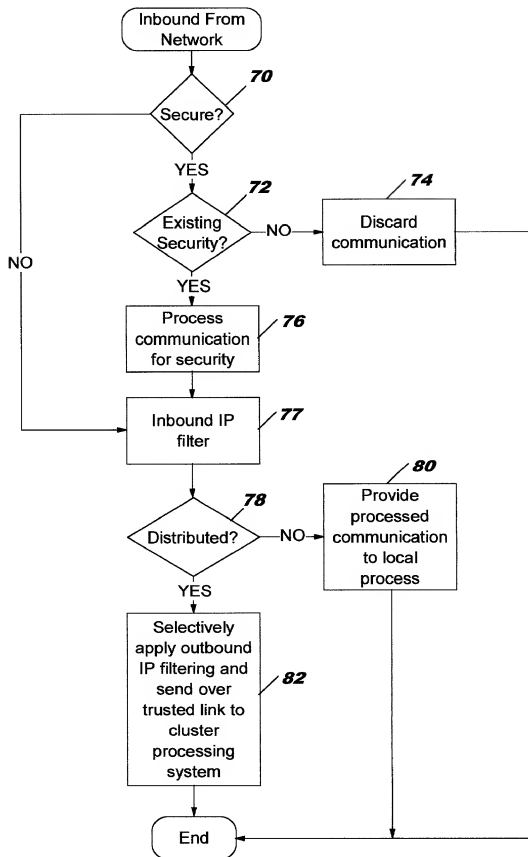 Inbound From
Network
70
Secure?
YES
72
74
Existing
Security?
NO
Discard
communication
NO
YES
Process
communication
for security
76
Inbound IP
filter
77
80
78
Distributed?
NO
Provide
processed
communication
to local
process
YES
Selectively
apply outbound
IP filtering and
send over
trusted link to
cluster
processing
system
82
End